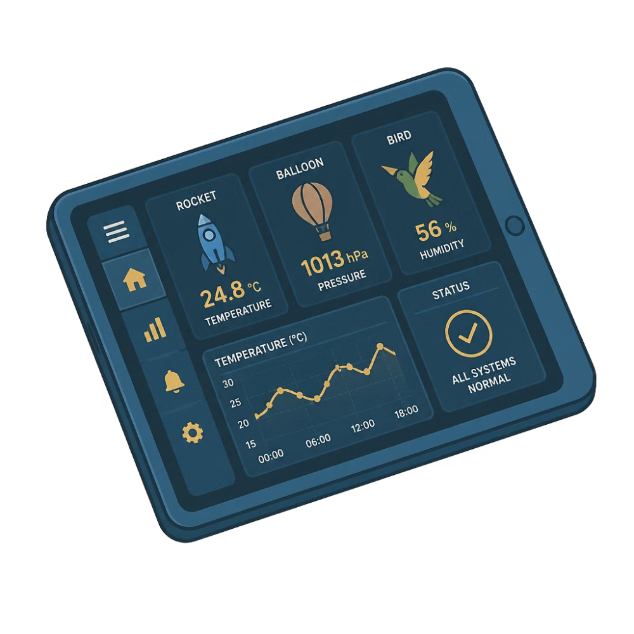 ROCKET
24.8 °C
TEMPERATURE
BALLOON
1013 hPa
PRESSURE
BIRD
56 %
HUMIDITY
TEMPERATURE (°C)
30
25
20
15
00:00
06:00
12:00
18:00
STATUS
ALL SYSTEMS
NORMAL